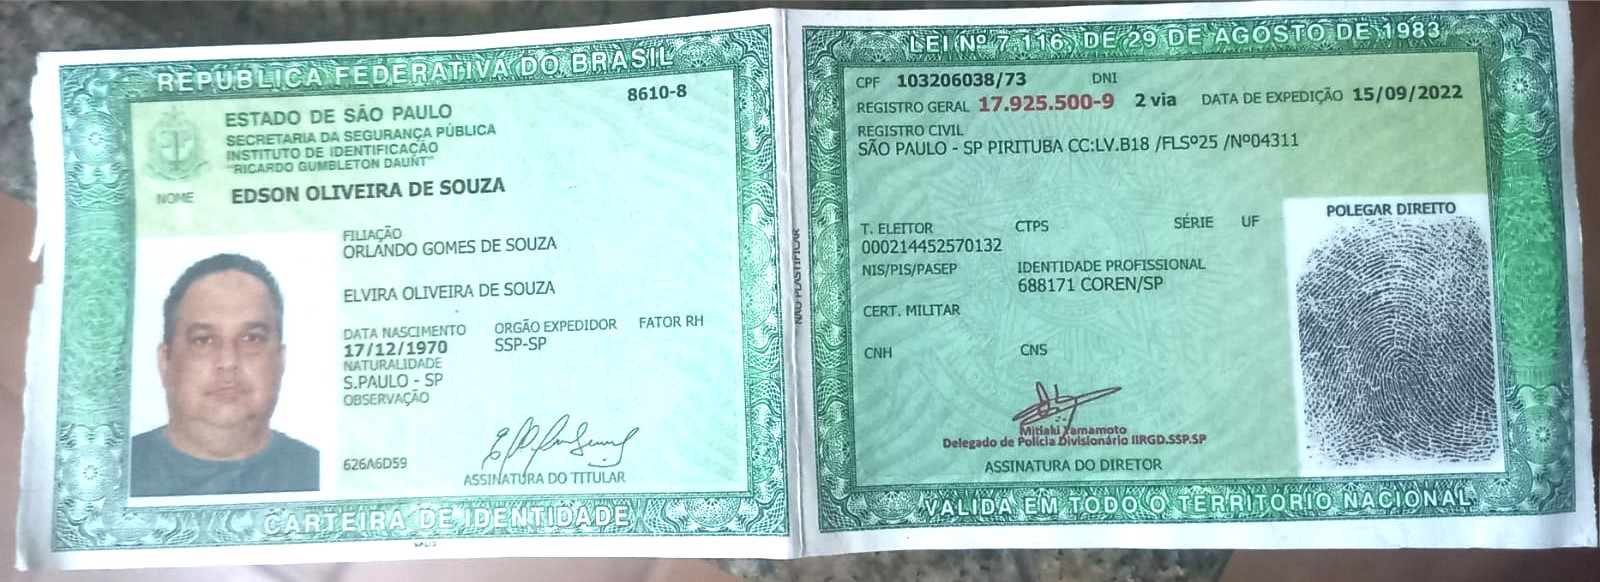 REPÚBLICA FEDERATIVA DO BRASIL
8610-8
ESTADO DE SÃO PAULO
SECRETARIA DA SEGURANÇA PÚBLICA
INSTITUTO DE IDENTIFICAÇÃO
"RICARDO GUMBLETON DAUNT"
NOME EDSON OLIVEIRA DE SOUZA
FILIAÇÃO
ORLANDO GOMES DE SOUZA
ELVIRA OLIVEIRA DE SOUZA
DATA NASCIMENTO ORGÃO EXPEDIDOR FATOR RH
17/12/1970 SSP-SP
NATURALIDADE
S.PAULO - SP
OBSERVAÇÃO
626A6D59
ASSINATURA DO TITULAR
CARTEIRA DE IDENTIDADE
NÃO PLASTIFICAR
LEI Nº 7.116, DE 29 DE AGOSTO DE 1983
CPF 103206038/73 DNI
REGISTRO GERAL 17.925.500-9 2 via DATA DE EXPEDIÇÃO 15/09/2022
REGISTRO CIVIL
SÃO PAULO - SP PIRITUBA CC:LV.B18 /FLSº25 /Nº04311
POLEGAR DIREITO
T. ELEITOR CTPS SÉRIE UF
000214452570132
NIS/PIS/PASEP IDENTIDADE PROFISSIONAL
688171 COREN/SP
CERT. MILITAR
CNH CNS
Mitiaki Yamamoto
Delegado de Polícia Divisionário IIRGD.SSP.SP
ASSINATURA DO DIRETOR
VALIDA EM TODO O TERRITÓRIO NACIONAL